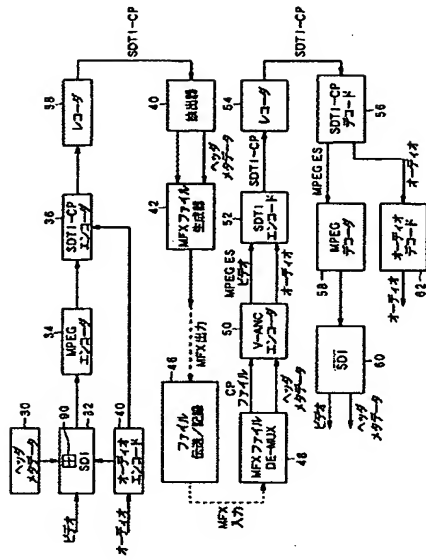 30
ヘッダ
メタデータ
90
32
SDI
ビデオ
オーディオ
40
オーディオ
エンコード
34
MPEG
エンコーダ
36
SDTI-CP
エンコーダ
38
レコーダ
SDTI-CP
40
抽出器
ヘッダ
メタデータ
42
MFXファイル
生成器
MFX出力
46
ファイル
伝送/記録
MFX
入力
48
MFXファイル
DE-MUX
CP
ファイル
ヘッダ
メタデータ
50
V-ANC
エンコーダ
MPEG ES
ビデオ
オーディオ
52
SDTI
エンコード
SDTI-CP
54
レコーダ
SDTI-CP
56
SDTI-CP
デコード
MPEG ES
オーディオ
58
MPEG
デコーダ
オーディオ
デコード
62
オーディオ
SDI
60
ビデオ
ヘッダ
メタデータ